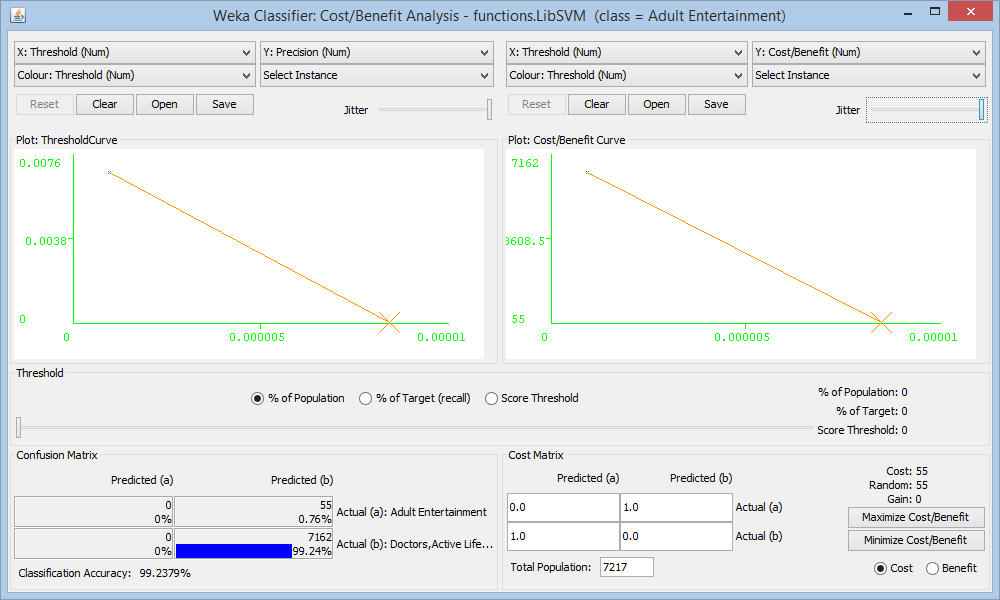 Weka Classifier: Cost/Benefit Analysis - functions.LibSVM (class = Adult Entertainment)
X: Threshold (Num)
Y: Precision (Num)
X: Threshold (Num)
Y: Cost/Benefit (Num)
Colour: Threshold (Num)
Select Instance
Colour: Threshold (Num)
Select Instance
Reset
Clear
Open
Save
Jitter
Reset
Clear
Open
Save
Jitter
Plot: ThresholdCurve
0.0076
0.0038
0
0
0.000005
0.00001
Plot: Cost/Benefit Curve
7162
3608.5
55
0
0.000005
0.00001
Threshold
% of Population
% of Target (recall)
Score Threshold
% of Population: 0
% of Target: 0
Score Threshold: 0
Confusion Matrix
Predicted (a)
Predicted (b)
0
0%
55
0.76%
Actual (a): Adult Entertainment
0
0%
7162
99.24%
Actual (b): Doctors,Active Life...
Classification Accuracy: 99.2379%
Cost Matrix
Predicted (a)
Predicted (b)
0.0
1.0
Actual (a)
1.0
0.0
Actual (b)
Total Population: 7217
Cost: 55
Random: 55
Gain: 0
Maximize Cost/Benefit
Minimize Cost/Benefit
Cost
Benefit